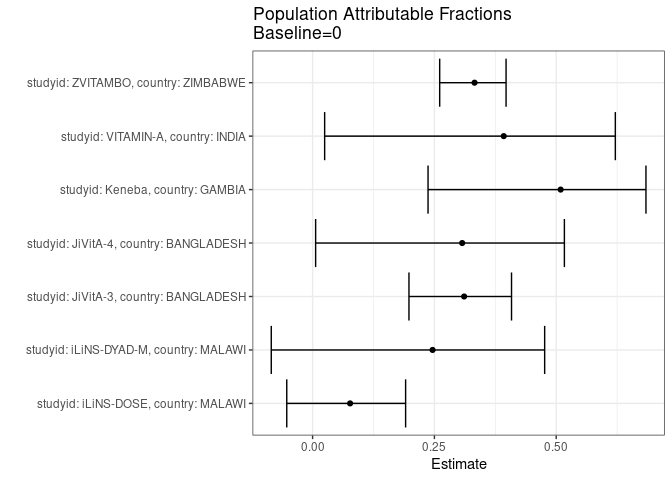 Population Attributable Fractions
Baseline=0
studyid: ZVITAMBO, country: ZIMBABWE
studyid: VITAMIN-A, country: INDIA
studyid: Keneba, country: GAMBIA
studyid: JiVitA-4, country: BANGLADESH
studyid: JiVitA-3, country: BANGLADESH
studyid: iLiNS-DYAD-M, country: MALAWI
studyid: iLiNS-DOSE, country: MALAWI
0.00 0.25 0.50
Estimate